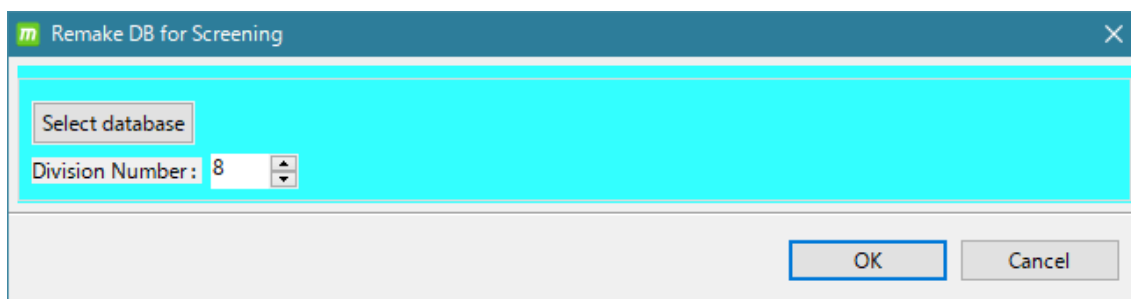 m Remake DB for Screening
Select database
Division Number : 8
OK Cancel